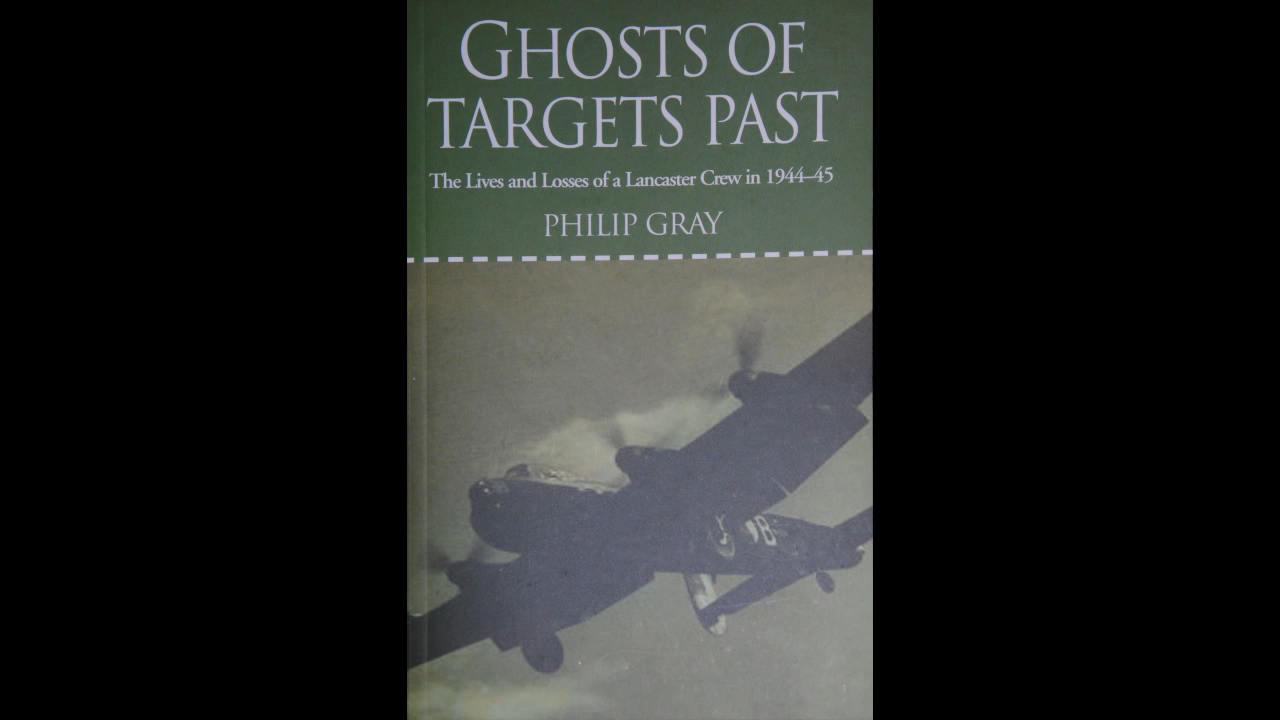 GHOSTS OF
TARGETS PAST
The Lives and Losses of a Lancaster Crew in 1944–45
PHILIP GRAY
B